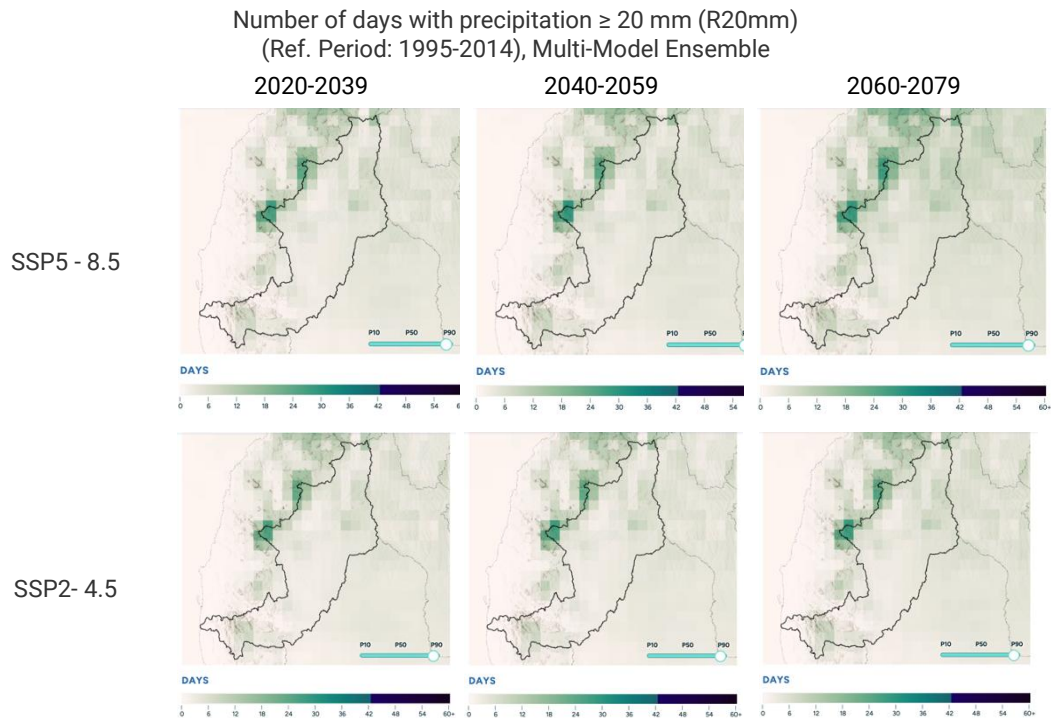 Number of days with precipitation ≥ 20 mm (R20mm)
(Ref. Period: 1995-2014), Multi-Model Ensemble
2020-2039 2040-2059 2060-2079
SSP5 - 8.5
P10 P50 P90 P10 P50 P10 P50 P90
DAYS DAYS DAYS
0 6 12 18 24 30 36 42 48 54 6 0 6 12 18 24 30 36 42 48 54 0 6 12 18 24 30 36 42 48 54 60+
SSP2- 4.5
P10 P50 P90 P10 P50 P90 P10 P50 P90
DAYS DAYS DAYS
0 6 12 18 24 30 36 42 48 54 60+ 0 6 12 18 24 30 36 42 48 54 60+ 0 6 12 18 24 30 36 42 48 54 60+